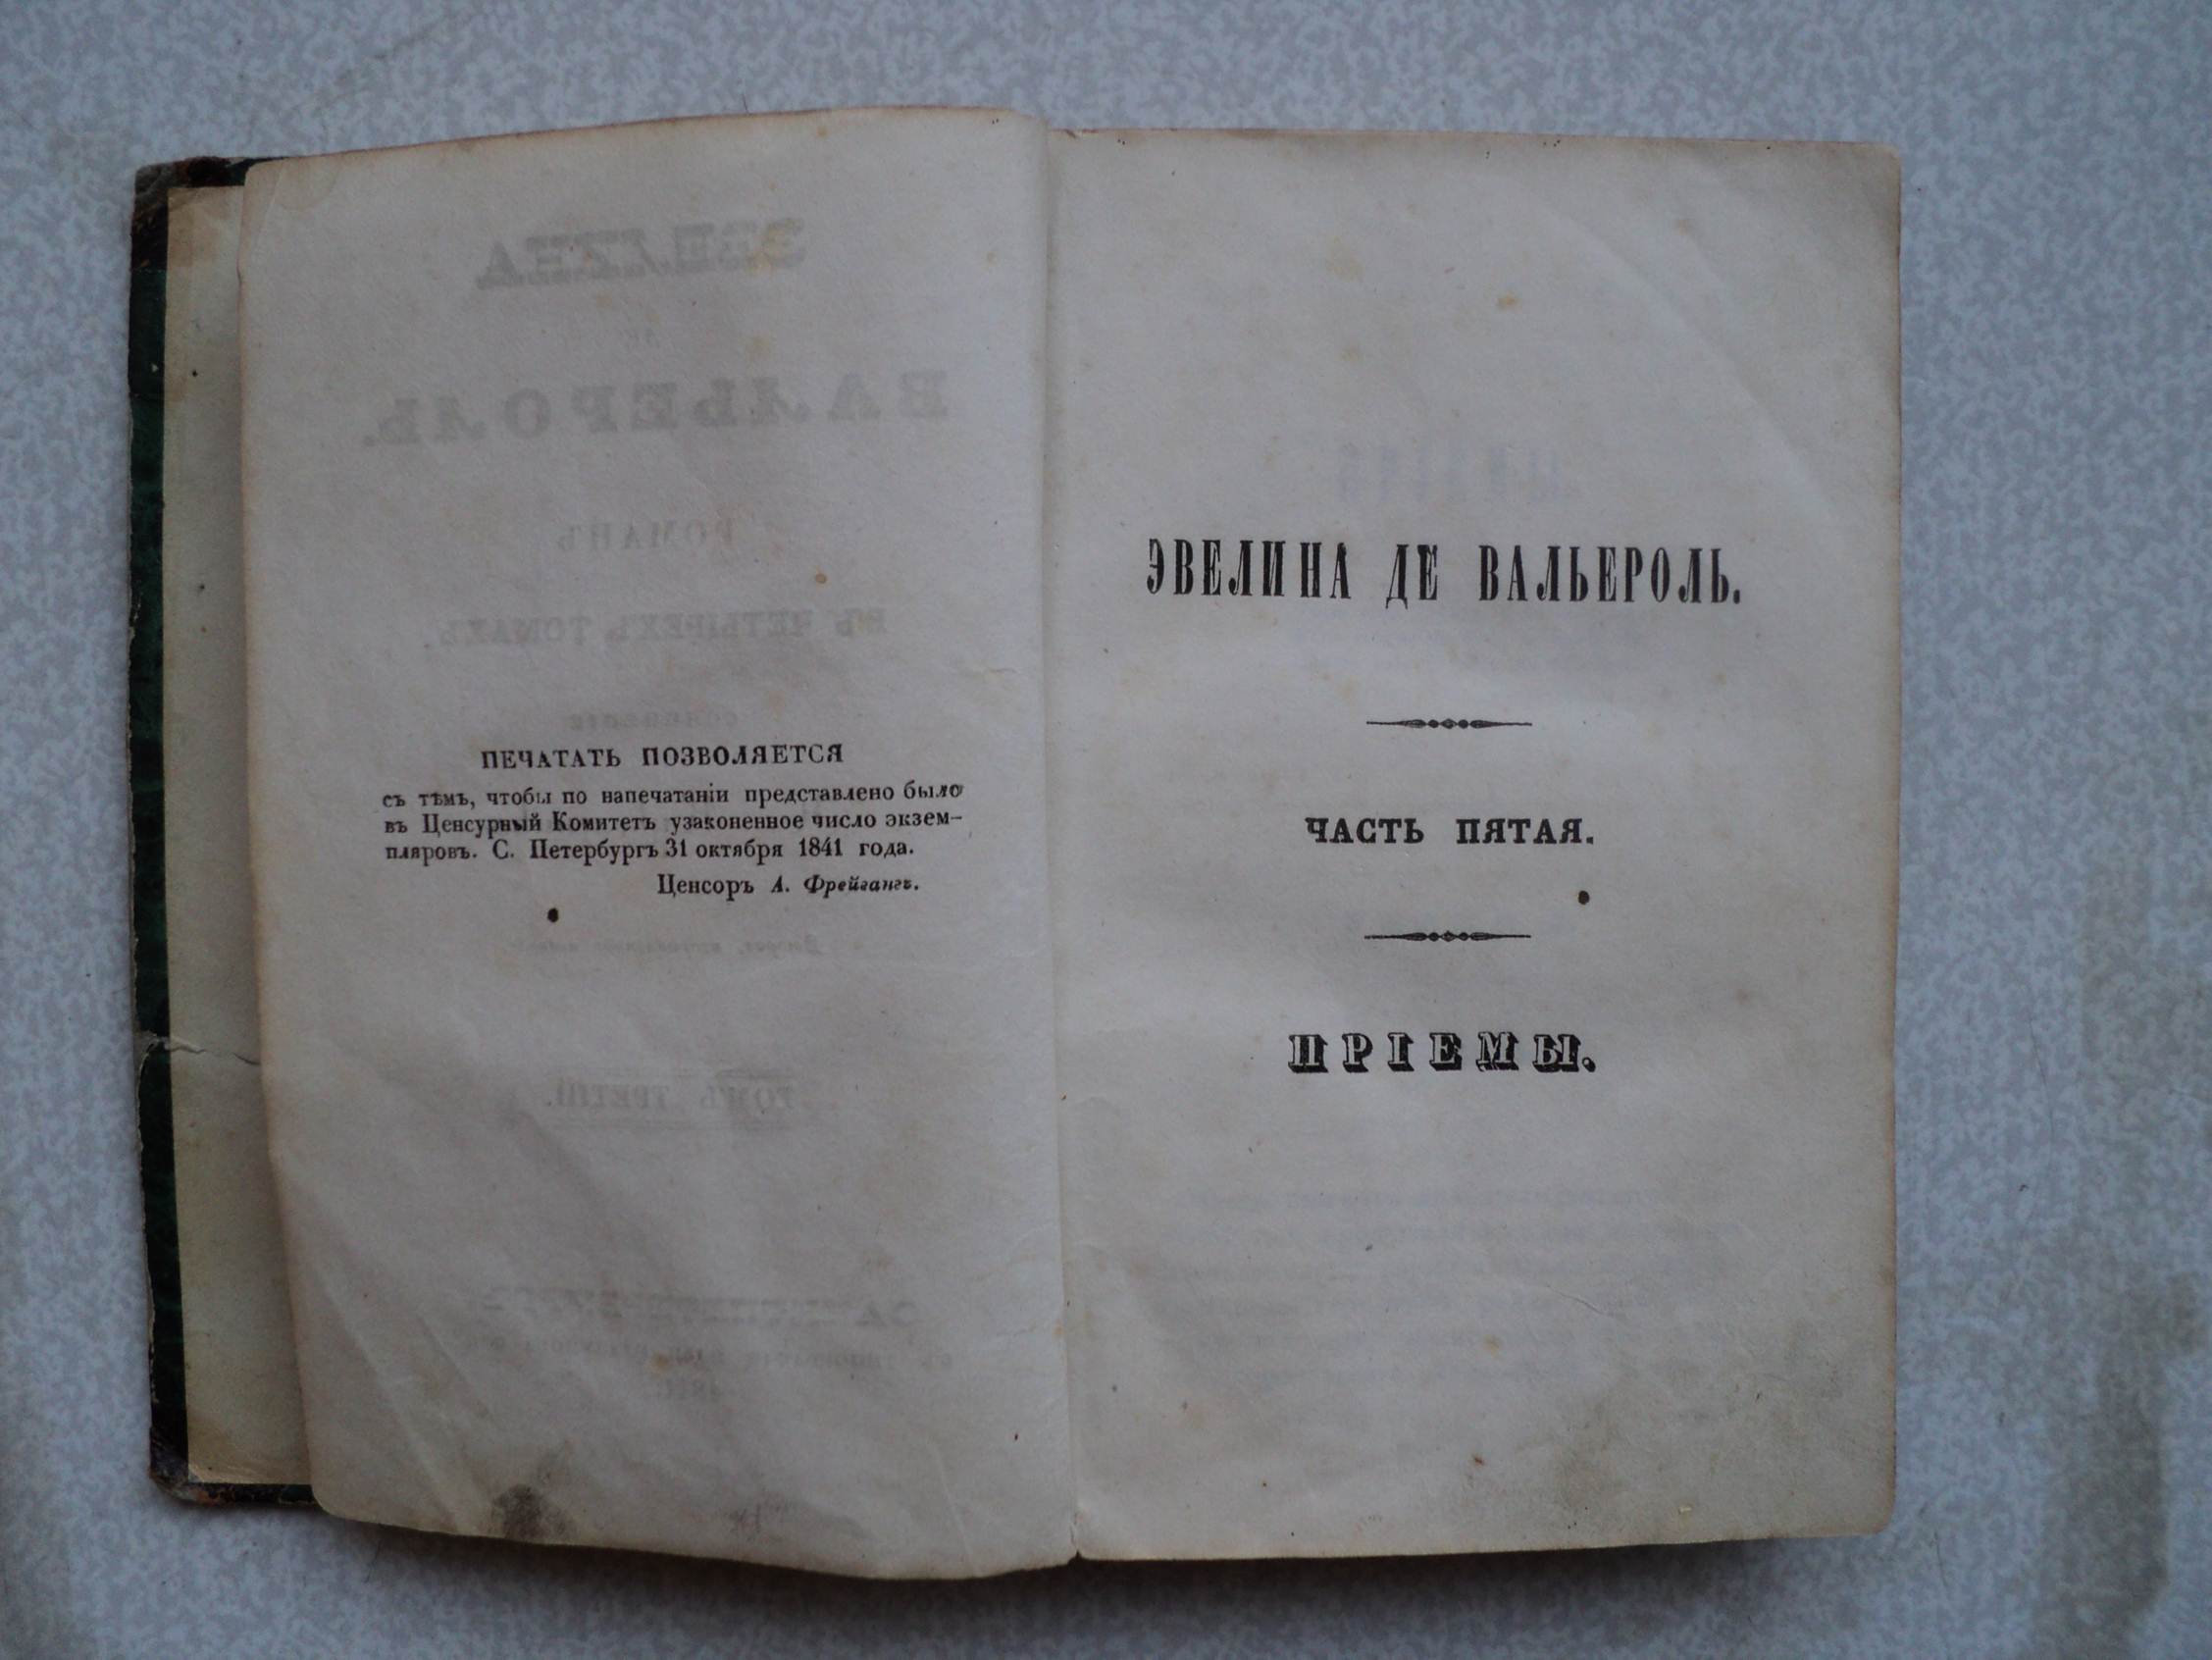 ПЕЧАТАТЬ ПОЗВОЛЯЕТСЯ
съ тѣмъ, чтобы по напечатаніи представлено было
въ Ценсурный Комитетъ узаконенное число экзем-
пляровъ. С. Петербургъ 31 октября 1841 года.
Ценсоръ А. Фрейгангъ.
ЭВЕЛИНА ДЕ ВАЛЬЕРОЛЬ.
ЧАСТЬ ПЯТАЯ.
ПРІЕМЫ.